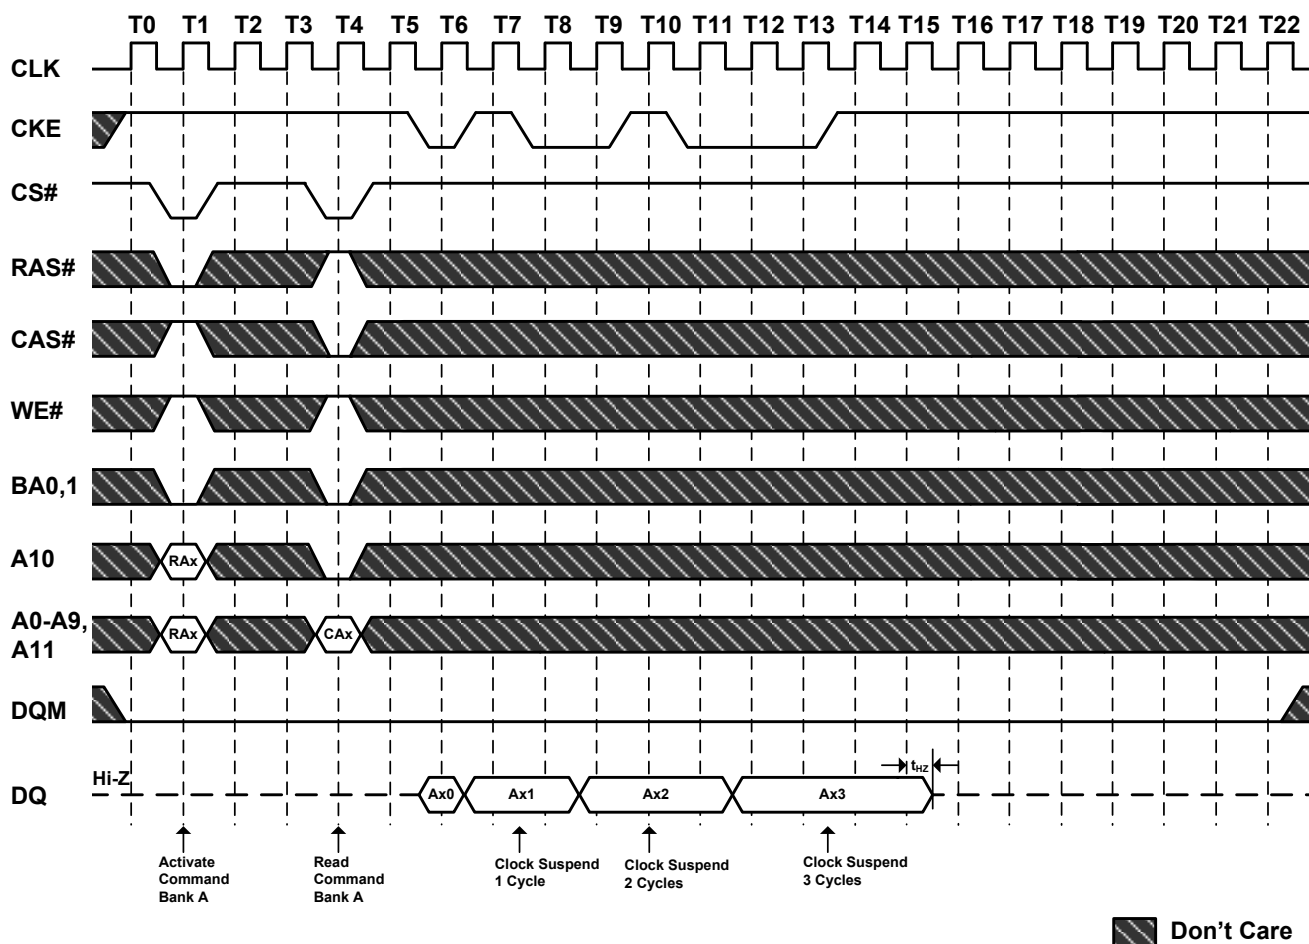 T0 T1 T2 T3 T4 T5 T6 T7 T8 T9 T10 T11 T12 T13 T14 T15 T16 T17 T18 T19 T20 T21 T22
CLK
CKE
CS#
RAS#
CAS#
WE#
BA0,1
A10 RAx
A0-A9, RAx CAx
A11
DQM
Hi-Z tHZ
DQ Ax0 Ax1 Ax2 Ax3
Activate
Command
Bank A
Read
Command
Bank A
Clock Suspend
1 Cycle
Clock Suspend
2 Cycles
Clock Suspend
3 Cycles
Don't Care